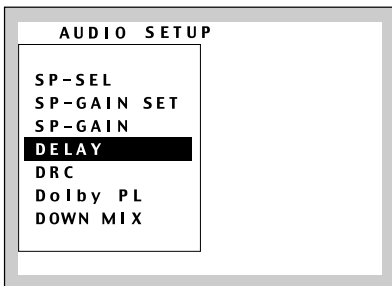 AUDIO SETUP
SP-SEL
SP-GAIN SET
SP-GAIN
DELAY
DRC
Dolby PL
DOWN MIX